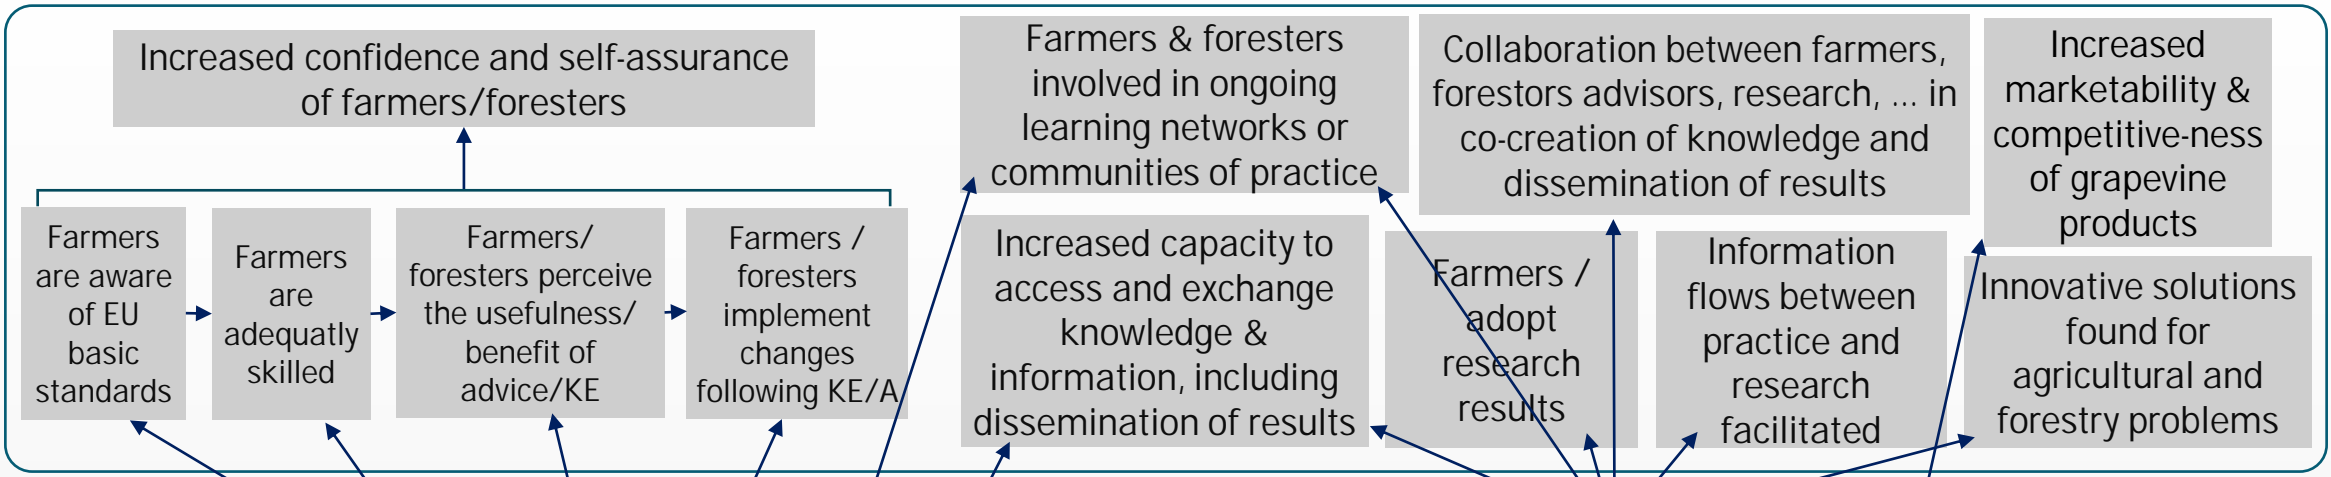 Increased confidence and self-assurance
of farmers/foresters
Farmers
are aware
of EU
basic
standards
Farmers
are
adequatly
skilled
Farmers/
foresters perceive
the usefulness/
benefit of
advice/KE
Farmers /
foresters
implement
changes
following KE/A
Farmers & foresters
involved in ongoing
learning networks or
communities of practice
Increased capacity to
access and exchange
knowledge &
information, including
dissemination of results
Collaboration between farmers,
forestors advisors, research, ... in
co-creation of knowledge and
dissemination of results
Farmers /
adopt
research
results
Information
flows between
practice and
research
facilitated
Increased
marketability &
competitive-ness
of grapevine
products
Innovative solutions
found for
agricultural and
forestry problems